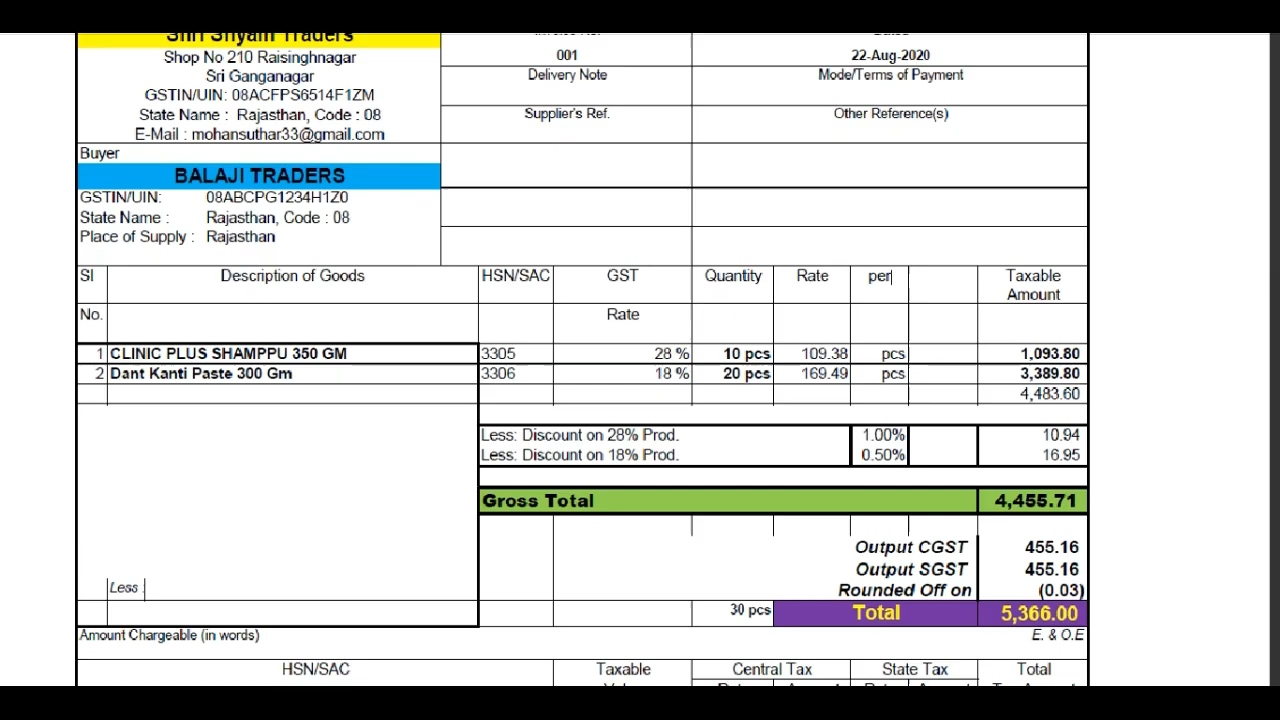 Shri Shyam Traders
Shop No 210 Raisinghnagar
Sri Ganganagar
GSTIN/UIN: 08ACFPS6514F1ZM
State Name : Rajasthan, Code : 08
E-Mail : mohansuthar33@gmail.com
001 22-Aug-2020
Delivery Note Mode/Terms of Payment
Supplier's Ref. Other Reference(s)
Buyer
BALAJI TRADERS
GSTIN/UIN: 08ABCPG1234H1Z0
State Name : Rajasthan, Code : 08
Place of Supply : Rajasthan
Sl Description of Goods HSN/SAC GST Quantity Rate per Taxable
Amount
No. Rate
1 CLINIC PLUS SHAMPPU 350 GM 3305 28 % 10 pcs 109.38 pcs 1,093.80
2 Dant Kanti Paste 300 Gm 3306 18 % 20 pcs 169.49 pcs 3,389.80
4,483.60
Less: Discount on 28% Prod. 1.00% 10.94
Less: Discount on 18% Prod. 0.50% 16.95
Gross Total 4,455.71
Output CGST 455.16
Output SGST 455.16
Less : Rounded Off on (0.03)
30 pcs Total 5,366.00
Amount Chargeable (in words) E. & O.E
HSN/SAC Taxable Central Tax State Tax Total